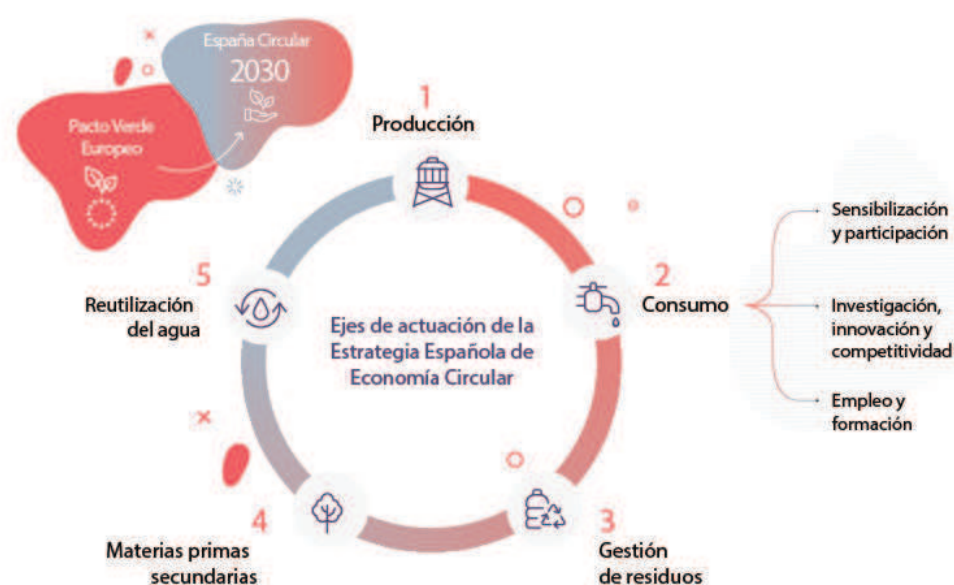 España Circular
2030
Pacto Verde
Europeo
1
Producción
2
Consumo
Sensibilización
y participación
Investigación,
innovación y
competitividad
Empleo y
formación
3
Gestión
de residuos
4
Materias primas
secundarias
5
Reutilización
del agua
Ejes de actuación de la
Estrategia Española de
Economía Circular